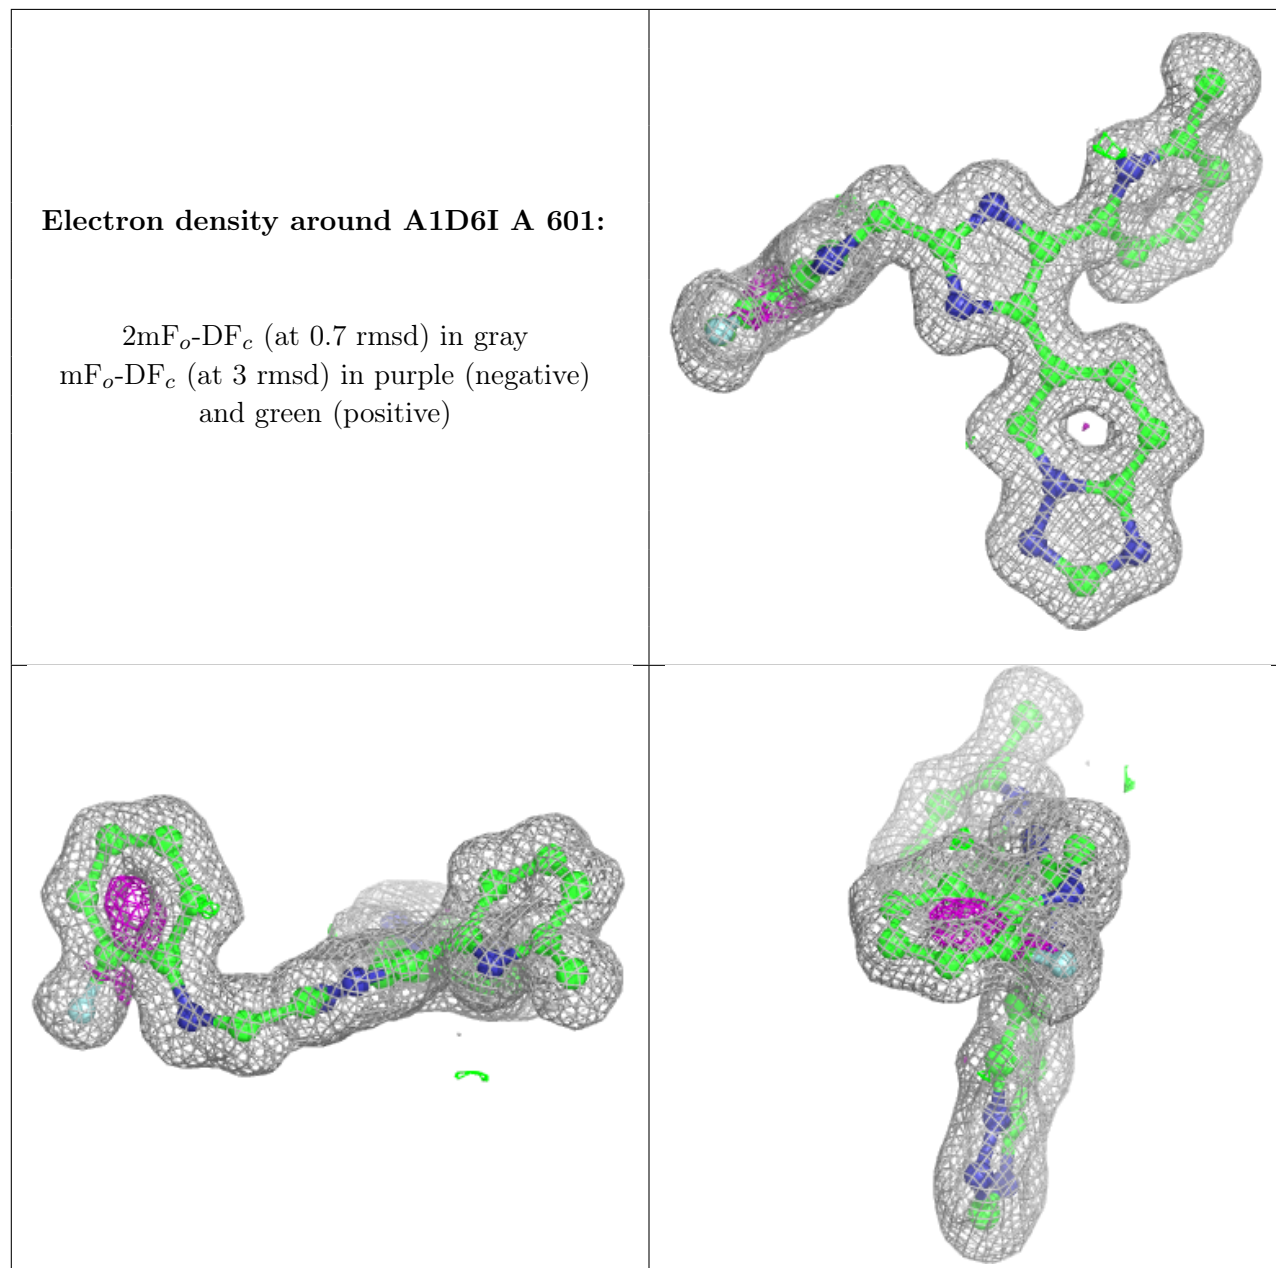 Electron density around A1D6I A 601:
2mFo-DFc (at 0.7 rmsd) in gray
mFo-DFc (at 3 rmsd) in purple (negative)
and green (positive)